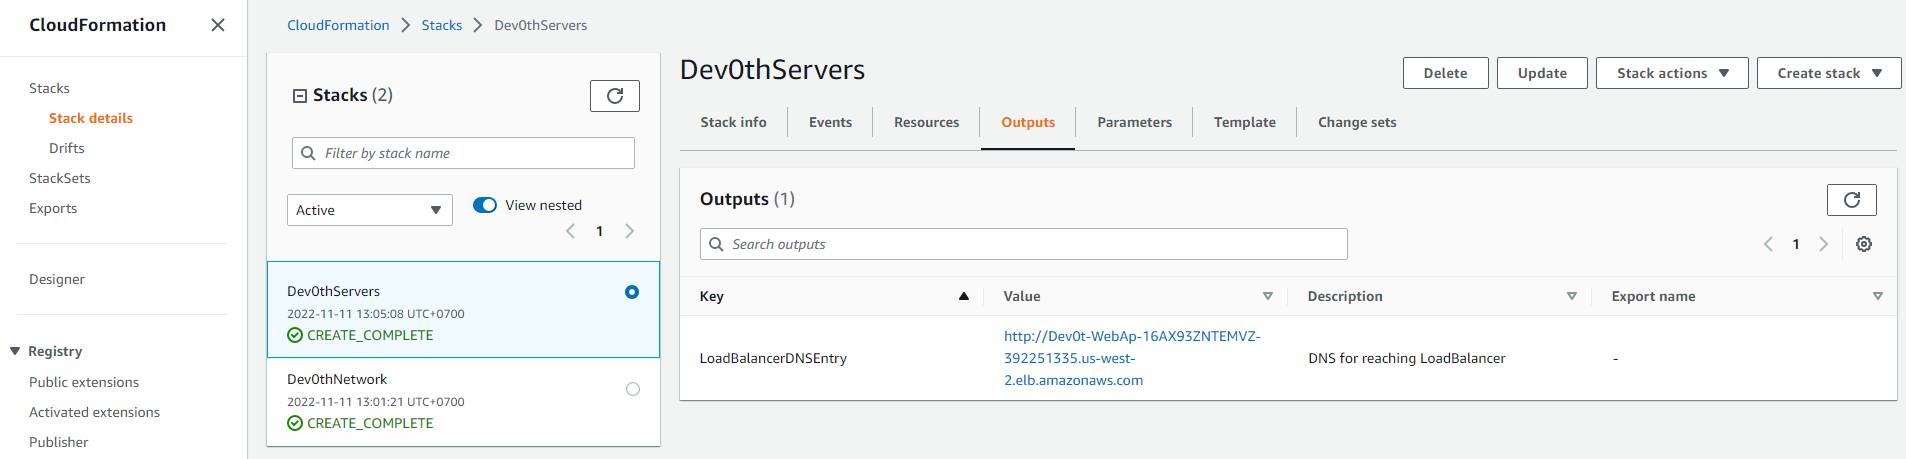 CloudFormation
Stacks
Stack details
Drifts
StackSets
Exports
Designer
Registry
Public extensions
Activated extensions
Publisher
CloudFormation
Stacks
Dev0thServers
Stacks (2)
Filter by stack name
Active
View nested
1
Dev0thServers
2022-11-11 13:05:08 UTC+0700
CREATE_COMPLETE
Dev0thNetwork
2022-11-11 13:01:21 UTC+0700
CREATE_COMPLETE
Dev0thServers
Delete
Update
Stack actions
Create stack
Stack info
Events
Resources
Outputs
Parameters
Template
Change sets
Outputs (1)
Search outputs
1
Key
Value
Description
Export name
LoadBalancerDNSEntry
http://Dev0t-WebAp-16AX93ZNTEMVZ-
392251335.us-west-
2.elb.amazonaws.com
DNS for reaching LoadBalancer
-